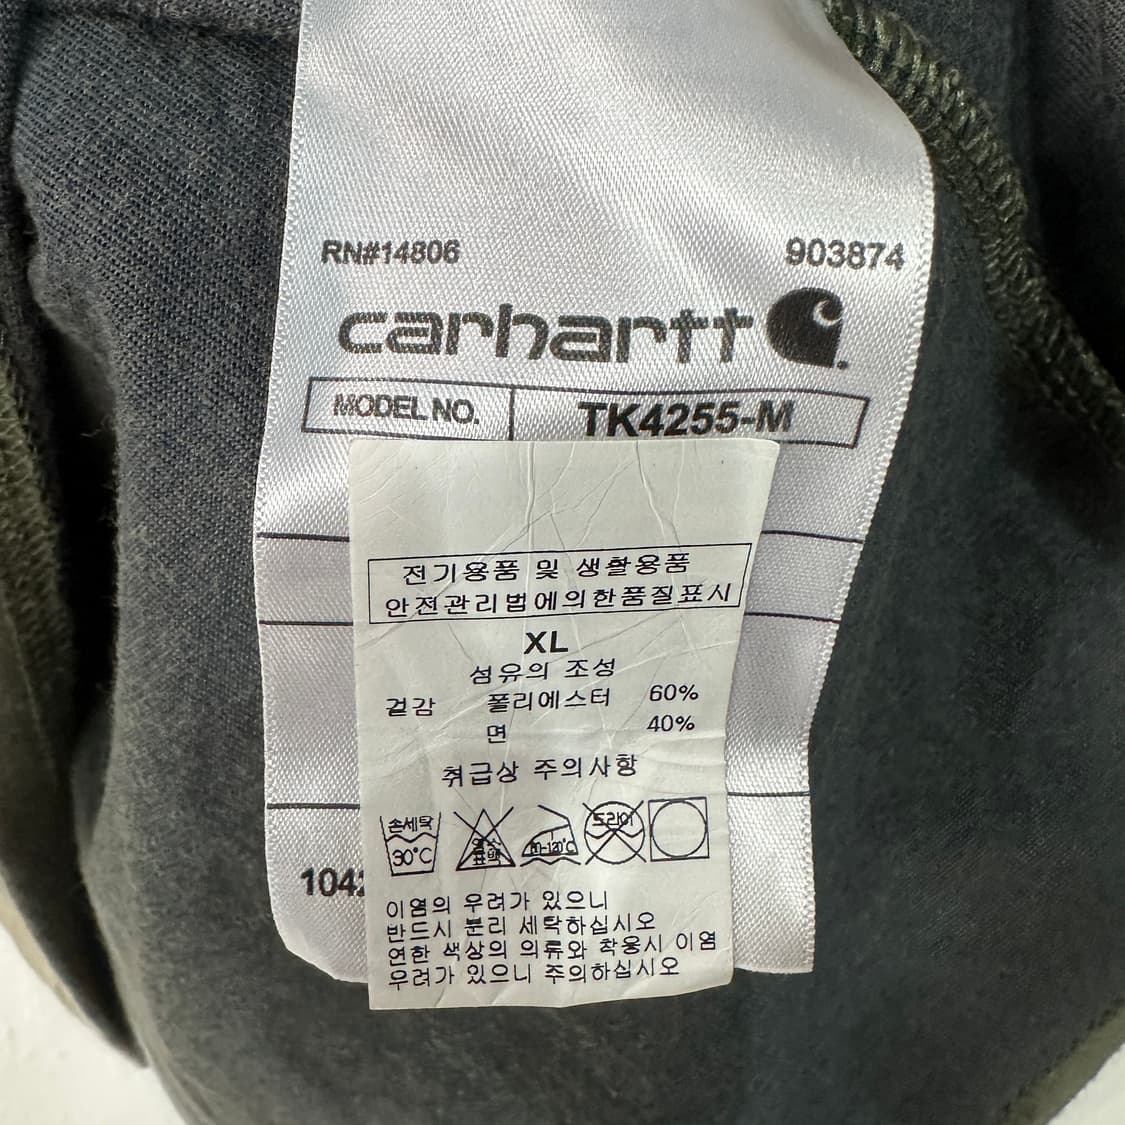 RN#14806 903874
carhartt
MODEL NO. TK4255-M
전기용품 및 생활용품
안전관리법에의한품질표시
XL
섬유의 조성
겉감 폴리에스터 60%
면 40%
취급상 주의사항
손세탁 드라이
30°C 염소 표백
이염의 우려가 있으니
반드시 분리 세탁하십시오
연한 색상의 의류와 착용시 이염
우려가 있으니 주의하십시오